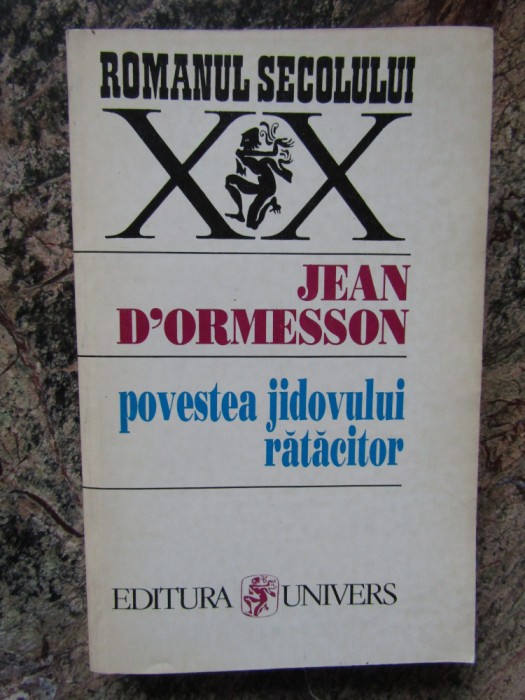 ROMANUL SECOLULUI
XX
JEAN
D'ORMESSON
povestea jidovului
rătăcitor
EDITURA UNIVERS